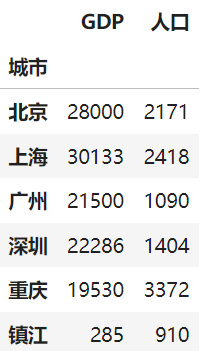 GDP 人口
城市
北京 28000 2171
上海 30133 2418
广州 21500 1090
深圳 22286 1404
重庆 19530 3372
镇江 285 910